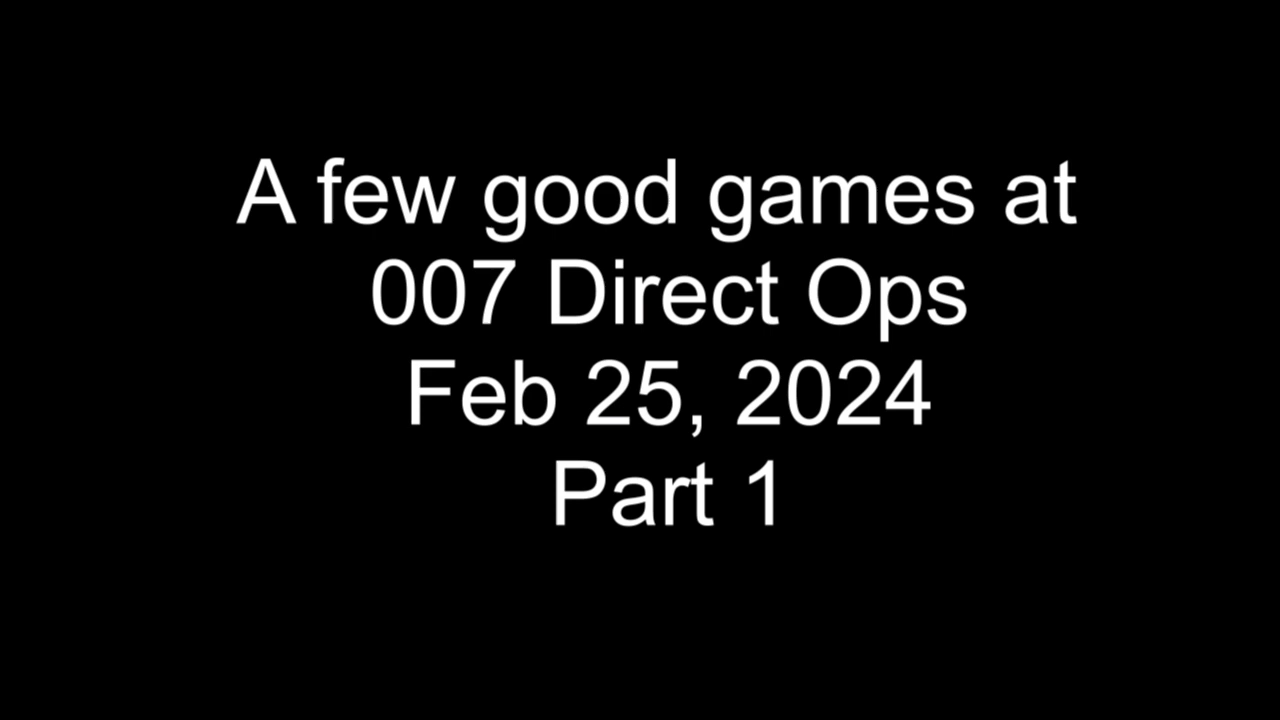 A few good games at
007 Direct Ops
Feb 25, 2024
Part 1